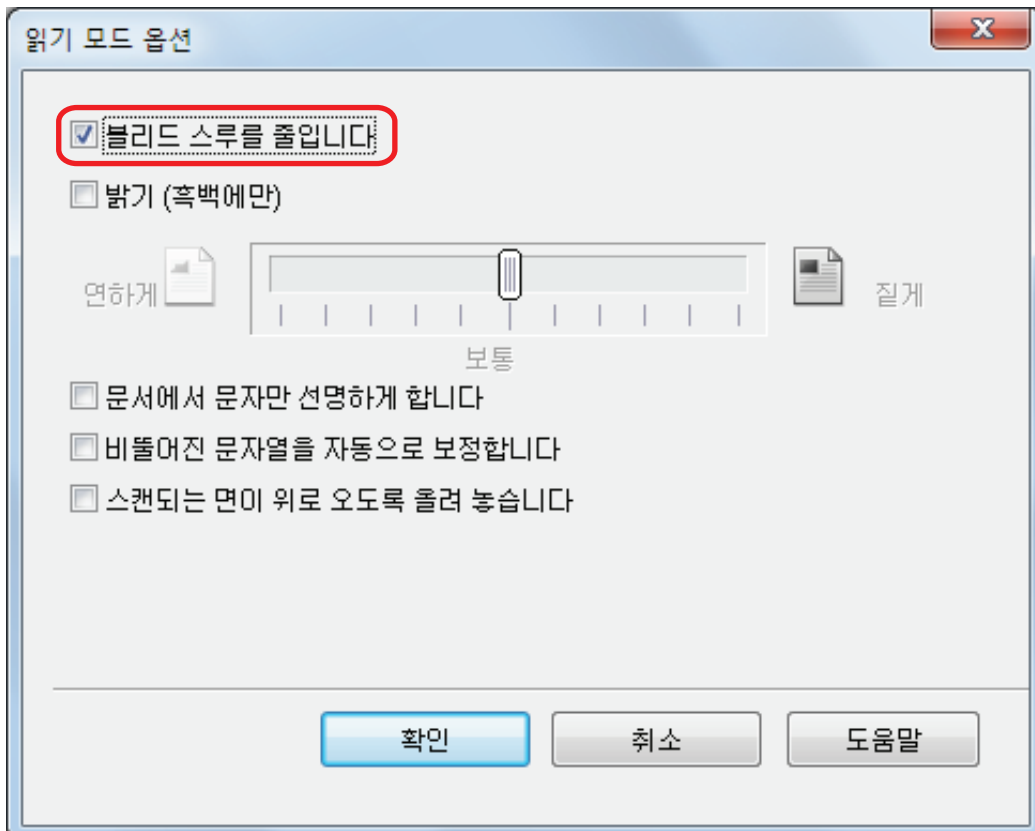 읽기 모드 옵션
블리드 스루를 줄입니다
밝기 (흑백에만)
연하게 짙게
보통
문서에서 문자만 선명하게 합니다
비뚤어진 문자열을 자동으로 보정합니다
스캔되는 면이 위로 오도록 올려 놓습니다
확인 취소 도움말